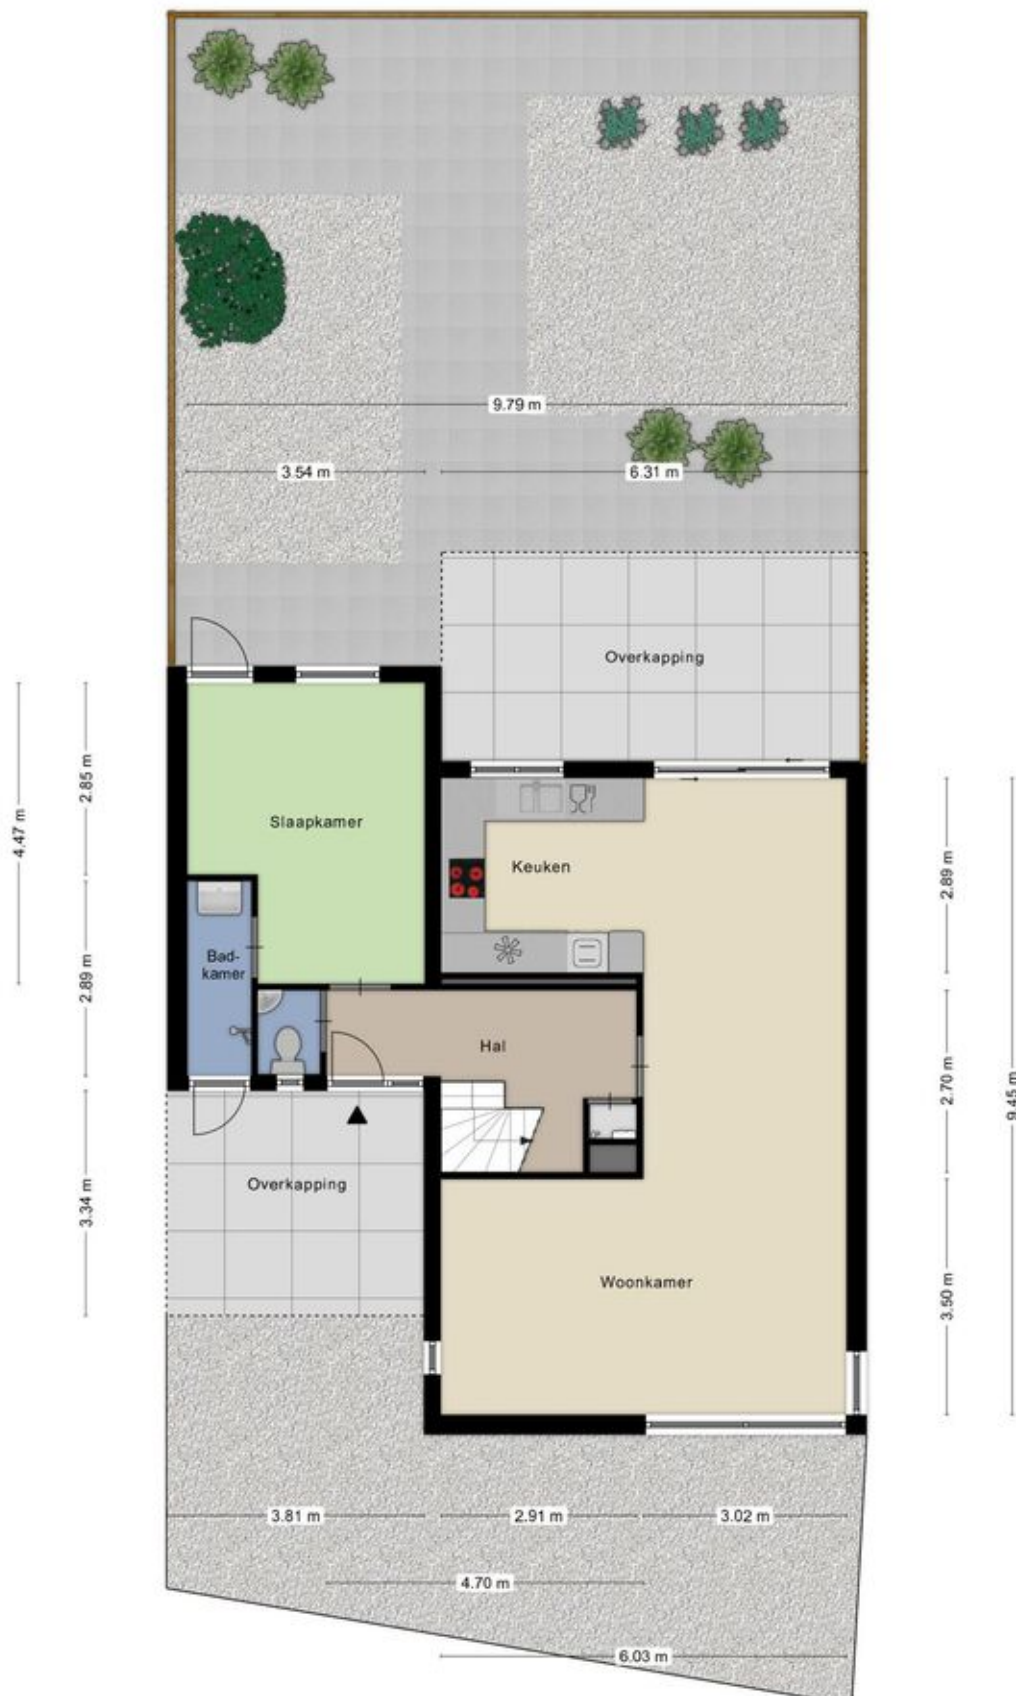 9.79 m
3.54 m
6.31 m
Overkapping
2.85 m
4.47 m
Slaapkamer
Keuken
2.89 m
Bad-
kamer
2.89 m
Hal
2.70 m
9.45 m
Overkapping
3.34 m
Woonkamer
3.50 m
3.81 m
2.91 m
3.02 m
4.70 m
6.03 m